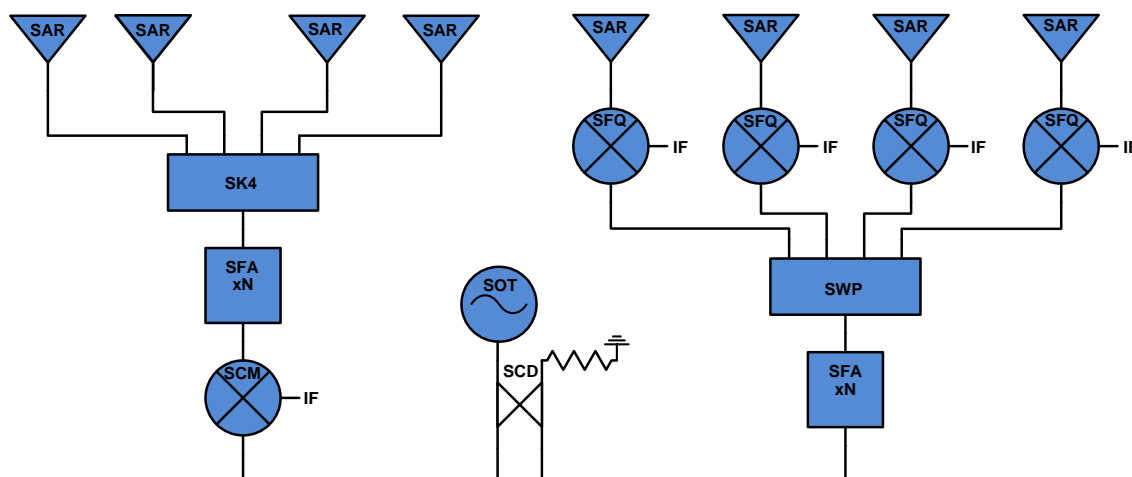 SAR SAR SAR SAR SAR SAR SAR SAR
SFQ SFQ SFQ SFQ
IF IF IF IF
SK4
SFA
xN
SOT
SWP
SCD
SCM
IF
SFA
xN